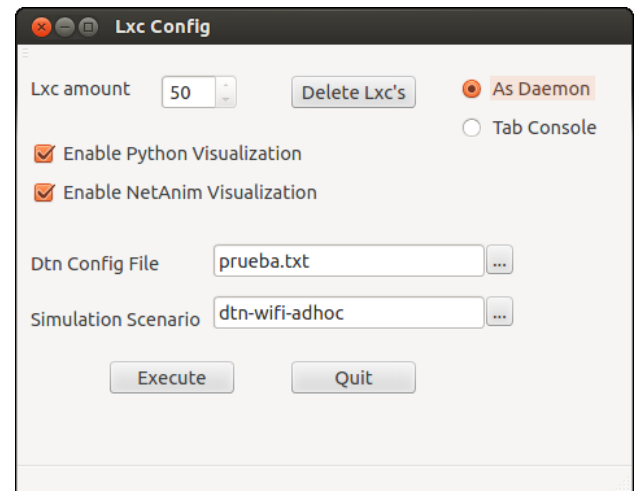 Lxc Config
Lxc amount 50 Delete Lxc's As Daemon
Tab Console
Enable Python Visualization
Enable NetAnim Visualization
Dtn Config File prueba.txt ...
Simulation Scenario dtn-wifi-adhoc ...
Execute Quit